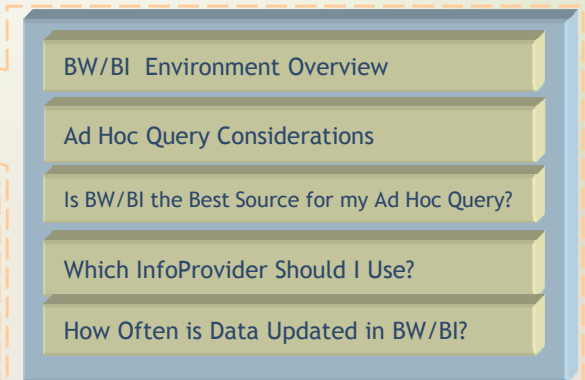 BW/BI Environment Overview
Ad Hoc Query Considerations
Is BW/BI the Best Source for my Ad Hoc Query?
Which InfoProvider Should I Use?
How Often is Data Updated in BW/BI?